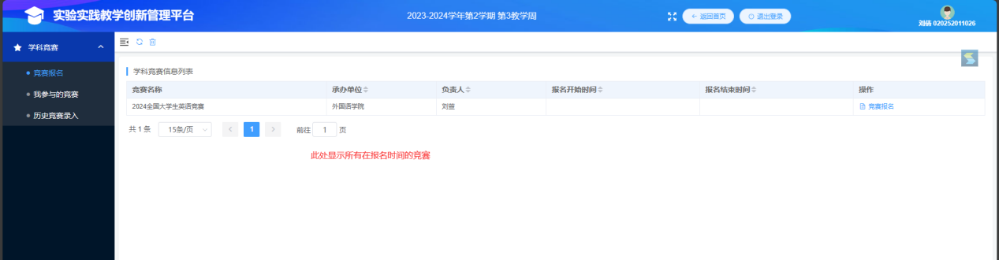 实验实践教学创新管理平台
2023-2024学年第2学期 第3教学周
返回首页
退出登录
刘倩 020252011026
学科竞赛
竞赛报名
我参与的竞赛
历史竞赛录入
学科竞赛信息列表
竞赛名称 承办单位 负责人 报名开始时间 报名结束时间 操作
2024全国大学生英语竞赛 外国语学院 刘萱 竞赛报名
共 1 条 15条/页 1 前往 1 页
此处显示所有在报名时间的竞赛